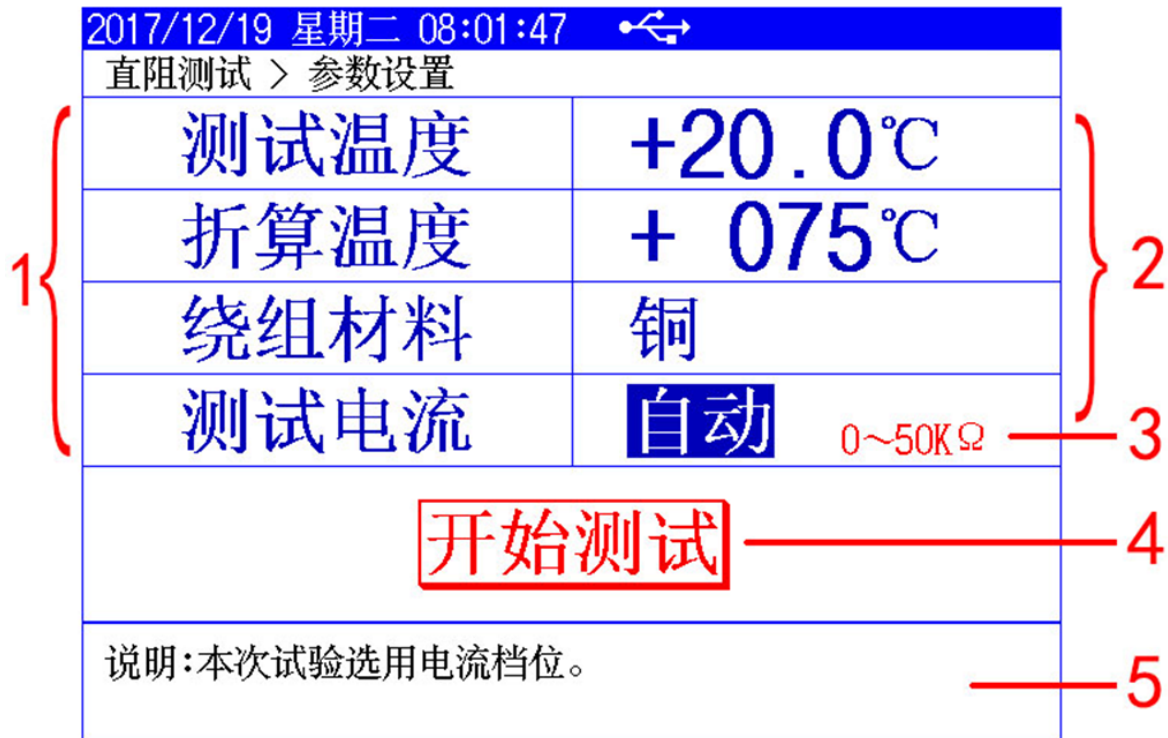 2017/12/19 星期二 08:01:47
直阻测试 > 参数设置
测试温度 +20.0℃
折算温度 + 075℃
绕组材料 铜
测试电流 自动 0~50KΩ
开始测试
说明:本次试验选用电流档位。
1
2
3
4
5